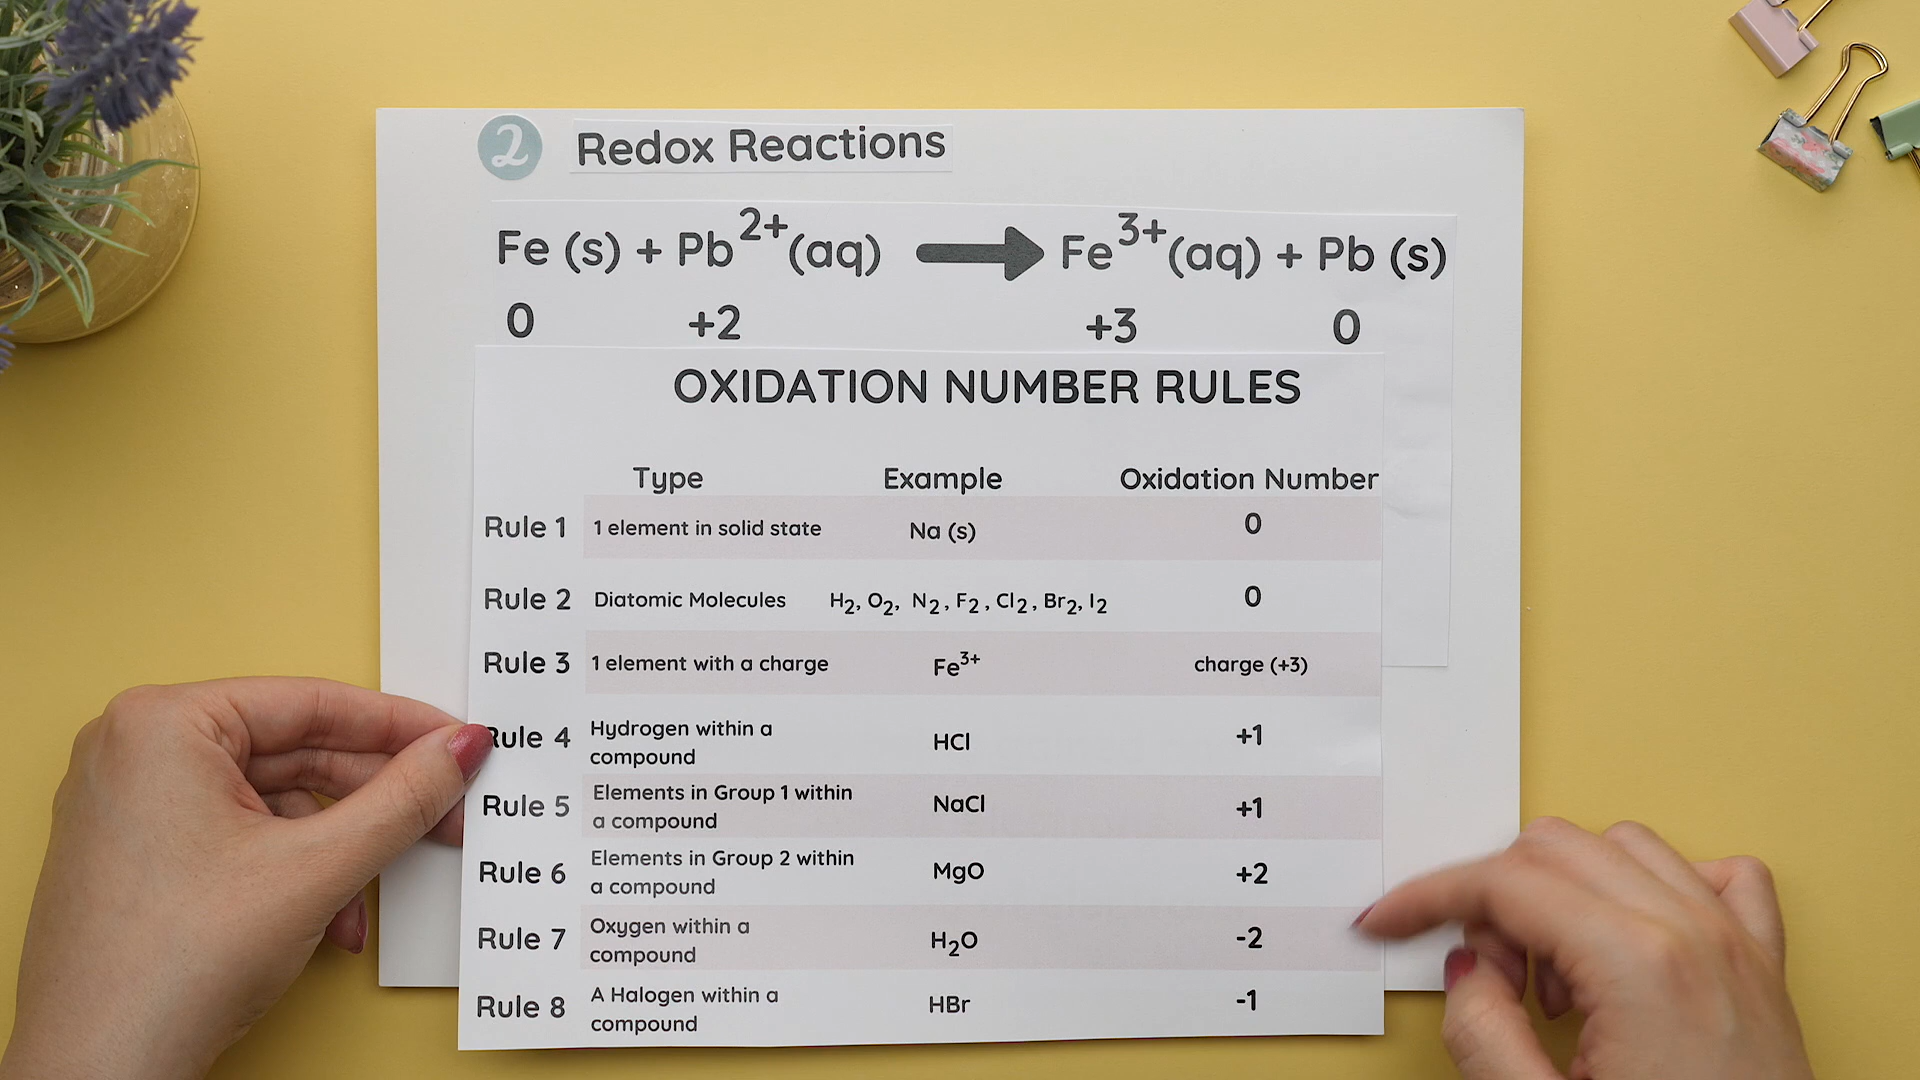 2 Redox Reactions
Fe (s) + Pb²⁺(aq) → Fe³⁺(aq) + Pb (s)
0 +2 +3 0
OXIDATION NUMBER RULES
Type Example Oxidation Number
Rule 1 1 element in solid state Na (s) 0
Rule 2 Diatomic Molecules H₂, O₂, N₂, F₂, Cl₂, Br₂, I₂ 0
Rule 3 1 element with a charge Fe³⁺ charge (+3)
Rule 4 Hydrogen within a
compound HCl +1
Rule 5 Elements in Group 1 within
a compound NaCl +1
Rule 6 Elements in Group 2 within
a compound MgO +2
Rule 7 Oxygen within a
compound H₂O -2
Rule 8 A Halogen within a
compound HBr -1